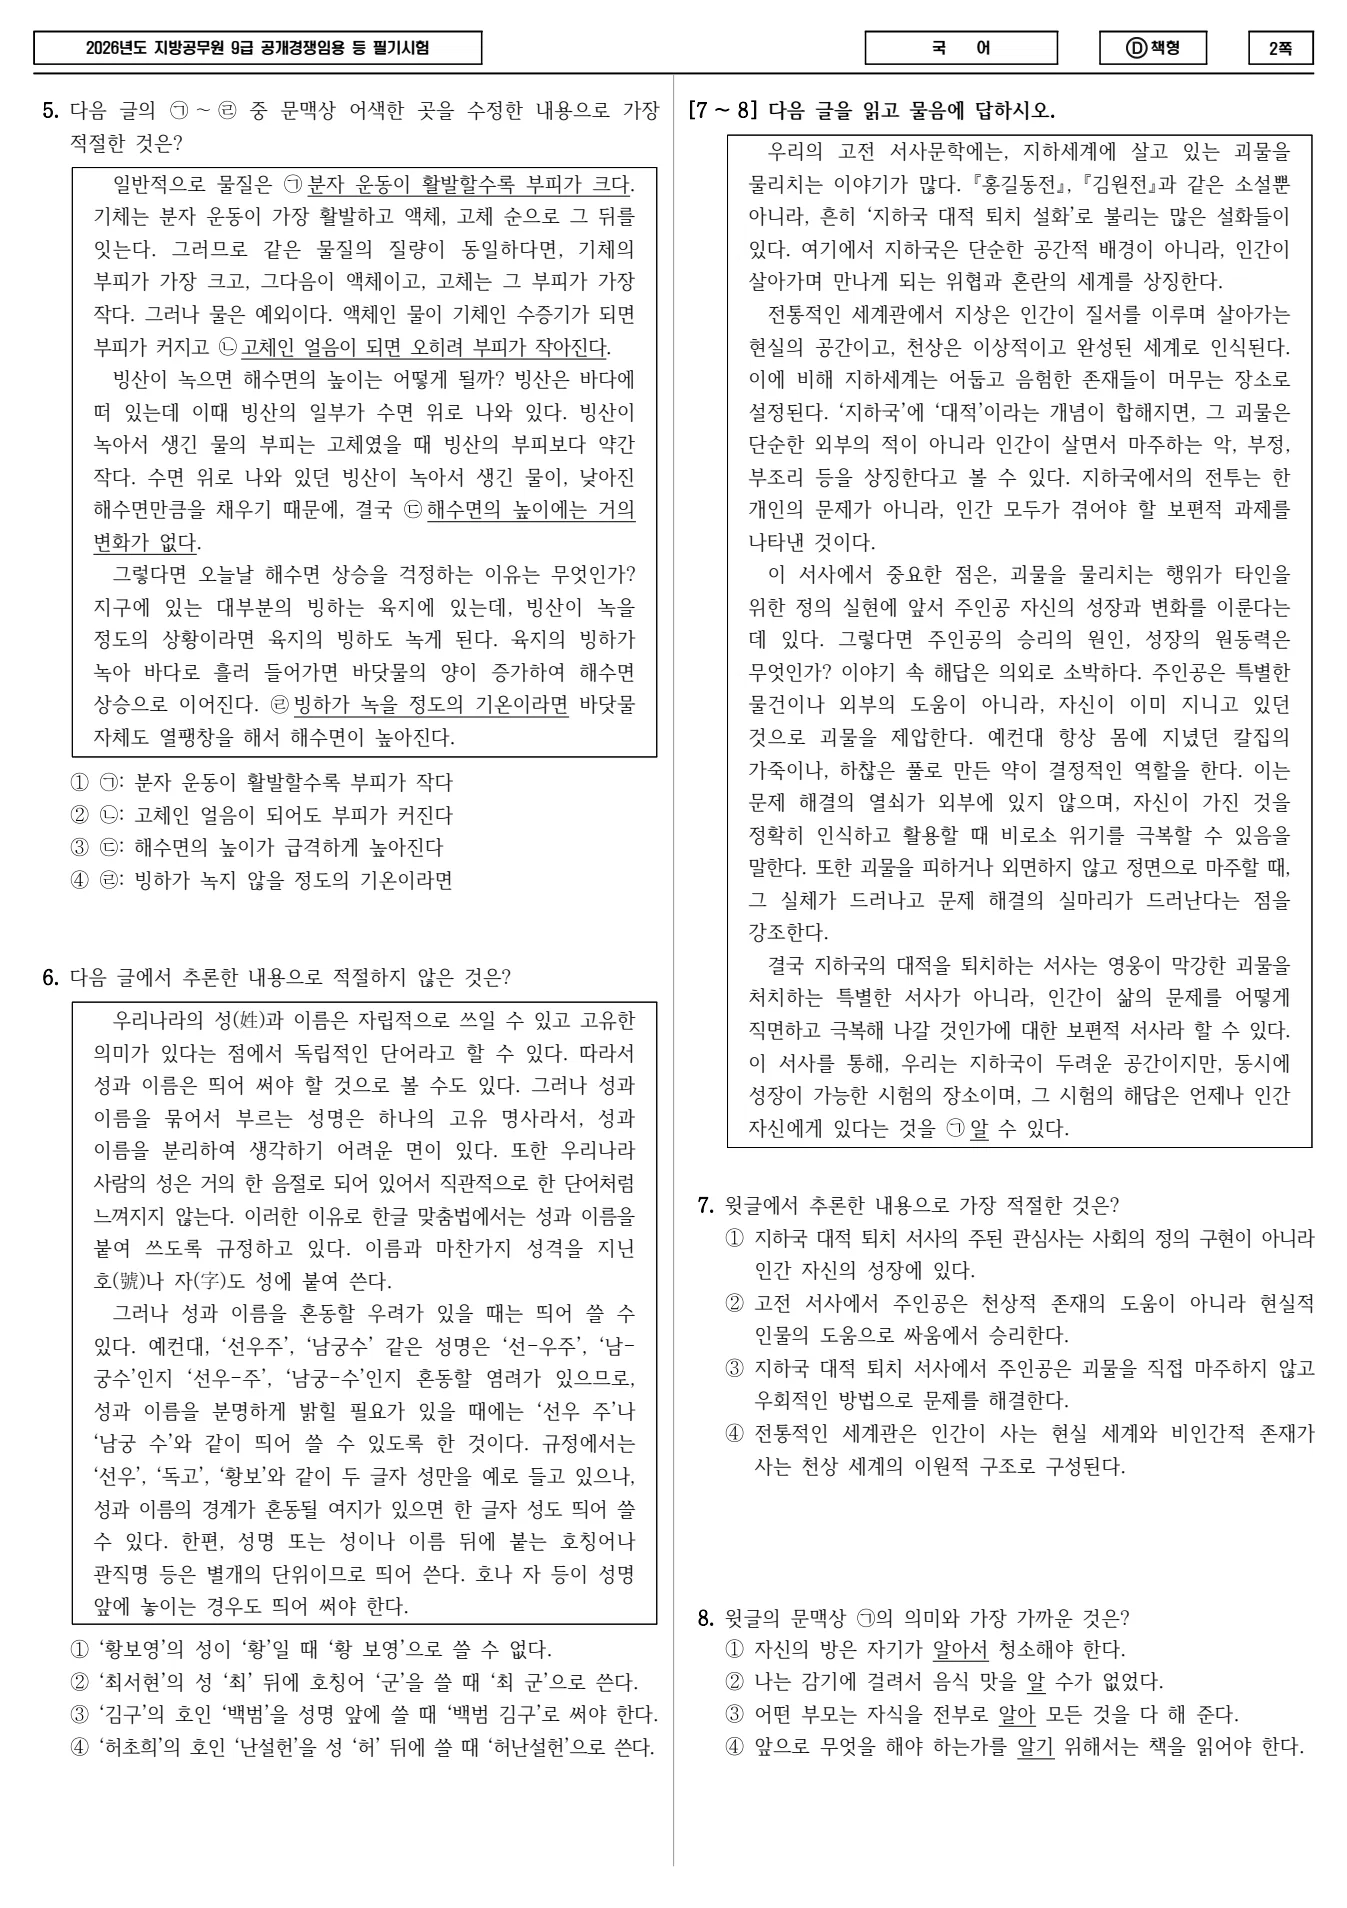 2026년도 지방공무원 9급 공개경쟁임용 등 필기시험
국 어
Ⓓ 책형
2쪽
5. 다음 글의 ㉠ ~ ㉣ 중 문맥상 어색한 곳을 수정한 내용으로 가장
적절한 것은?
일반적으로 물질은 ㉠ 분자 운동이 활발할수록 부피가 크다.
기체는 분자 운동이 가장 활발하고 액체, 고체 순으로 그 뒤를
잇는다. 그러므로 같은 물질의 질량이 동일하다면, 기체의
부피가 가장 크고, 그다음이 액체이고, 고체는 그 부피가 가장
작다. 그러나 물은 예외이다. 액체인 물이 기체인 수증기가 되면
부피가 커지고 ㉡ 고체인 얼음이 되면 오히려 부피가 작아진다.
빙산이 녹으면 해수면의 높이는 어떻게 될까? 빙산은 바다에
떠 있는데 이때 빙산의 일부가 수면 위로 나와 있다. 빙산이
녹아서 생긴 물의 부피는 고체였을 때 빙산의 부피보다 약간
작다. 수면 위로 나와 있던 빙산이 녹아서 생긴 물이, 낮아진
해수면만큼을 채우기 때문에, 결국 ㉢ 해수면의 높이에는 거의
변화가 없다.
그렇다면 오늘날 해수면 상승을 걱정하는 이유는 무엇인가?
지구에 있는 대부분의 빙하는 육지에 있는데, 빙산이 녹을
정도의 상황이라면 육지의 빙하도 녹게 된다. 육지의 빙하가
녹아 바다로 흘러 들어가면 바닷물의 양이 증가하여 해수면
상승으로 이어진다. ㉣ 빙하가 녹을 정도의 기온이라면 바닷물
자체도 열팽창을 해서 해수면이 높아진다.
① ㉠: 분자 운동이 활발할수록 부피가 작다
② ㉡: 고체인 얼음이 되어도 부피가 커진다
③ ㉢: 해수면의 높이가 급격하게 높아진다
④ ㉣: 빙하가 녹지 않을 정도의 기온이라면
6. 다음 글에서 추론한 내용으로 적절하지 않은 것은?
우리나라의 성(姓)과 이름은 자립적으로 쓰일 수 있고 고유한
의미가 있다는 점에서 독립적인 단어라고 할 수 있다. 따라서
성과 이름은 띄어 써야 할 것으로 볼 수도 있다. 그러나 성과
이름을 묶어서 부르는 성명은 하나의 고유 명사라서, 성과
이름을 분리하여 생각하기 어려운 면이 있다. 또한 우리나라
사람의 성은 거의 한 음절로 되어 있어서 직관적으로 한 단어처럼
느껴지지 않는다. 이러한 이유로 한글 맞춤법에서는 성과 이름을
붙여 쓰도록 규정하고 있다. 이름과 마찬가지 성격을 지닌
호(號)나 자(字)도 성에 붙여 쓴다.
그러나 성과 이름을 혼동할 우려가 있을 때는 띄어 쓸 수
있다. 예컨대, ‘선우주’, ‘남궁수’ 같은 성명은 ‘선-우주’, ‘남-
궁수’인지 ‘선우-주’, ‘남궁-수’인지 혼동할 염려가 있으므로,
성과 이름을 분명하게 밝힐 필요가 있을 때에는 ‘선우 주’나
‘남궁 수’와 같이 띄어 쓸 수 있도록 한 것이다. 규정에서는
‘선우’, ‘독고’, ‘황보’와 같이 두 글자 성만을 예로 들고 있으나,
성과 이름의 경계가 혼동될 여지가 있으면 한 글자 성도 띄어 쓸
수 있다. 한편, 성명 또는 성이나 이름 뒤에 붙는 호칭어나
관직명 등은 별개의 단위이므로 띄어 쓴다. 호나 자 등이 성명
앞에 놓이는 경우도 띄어 써야 한다.
① ‘황보영’의 성이 ‘황’일 때 ‘황 보영’으로 쓸 수 없다.
② ‘최서현’의 성 ‘최’ 뒤에 호칭어 ‘군’을 쓸 때 ‘최 군’으로 쓴다.
③ ‘김구’의 호인 ‘백범’을 성명 앞에 쓸 때 ‘백범 김구’로 써야 한다.
④ ‘허초희’의 호인 ‘난설헌’을 성 ‘허’ 뒤에 쓸 때 ‘허난설헌’으로 쓴다.
[7 ~ 8] 다음 글을 읽고 물음에 답하시오.
우리의 고전 서사문학에는, 지하세계에 살고 있는 괴물을
물리치는 이야기가 많다. 『홍길동전』, 『김원전』과 같은 소설뿐
아니라, 흔히 ‘지하국 대적 퇴치 설화’로 불리는 많은 설화들이
있다. 여기에서 지하국은 단순한 공간적 배경이 아니라, 인간이
살아가며 만나게 되는 위협과 혼란의 세계를 상징한다.
전통적인 세계관에서 지상은 인간이 질서를 이루며 살아가는
현실의 공간이고, 천상은 이상적이고 완성된 세계로 인식된다.
이에 비해 지하세계는 어둡고 음험한 존재들이 머무는 장소로
설정된다. ‘지하국’에 ‘대적’이라는 개념이 합해지면, 그 괴물은
단순한 외부의 적이 아니라 인간이 살면서 마주하는 악, 부정,
부조리 등을 상징한다고 볼 수 있다. 지하국에서의 전투는 한
개인의 문제가 아니라, 인간 모두가 겪어야 할 보편적 과제를
나타낸 것이다.
이 서사에서 중요한 점은, 괴물을 물리치는 행위가 타인을
위한 정의 실현에 앞서 주인공 자신의 성장과 변화를 이룬다는
데 있다. 그렇다면 주인공의 승리의 원인, 성장의 원동력은
무엇인가? 이야기 속 해답은 의외로 소박하다. 주인공은 특별한
물건이나 외부의 도움이 아니라, 자신이 이미 지니고 있던
것으로 괴물을 제압한다. 예컨대 항상 몸에 지녔던 칼집의
가죽이나, 하찮은 풀로 만든 약이 결정적인 역할을 한다. 이는
문제 해결의 열쇠가 외부에 있지 않으며, 자신이 가진 것을
정확히 인식하고 활용할 때 비로소 위기를 극복할 수 있음을
말한다. 또한 괴물을 피하거나 외면하지 않고 정면으로 마주할 때,
그 실체가 드러나고 문제 해결의 실마리가 드러난다는 점을
강조한다.
결국 지하국의 대적을 퇴치하는 서사는 영웅이 막강한 괴물을
처치하는 특별한 서사가 아니라, 인간이 삶의 문제를 어떻게
직면하고 극복해 나갈 것인가에 대한 보편적 서사라 할 수 있다.
이 서사를 통해, 우리는 지하국이 두려운 공간이지만, 동시에
성장이 가능한 시험의 장소이며, 그 시험의 해답은 언제나 인간
자신에게 있다는 것을 ㉠ 알 수 있다.
7. 윗글에서 추론한 내용으로 가장 적절한 것은?
① 지하국 대적 퇴치 서사의 주된 관심사는 사회의 정의 구현이 아니라
인간 자신의 성장에 있다.
② 고전 서사에서 주인공은 천상적 존재의 도움이 아니라 현실적
인물의 도움으로 싸움에서 승리한다.
③ 지하국 대적 퇴치 서사에서 주인공은 괴물을 직접 마주하지 않고
우회적인 방법으로 문제를 해결한다.
④ 전통적인 세계관은 인간이 사는 현실 세계와 비인간적 존재가
사는 천상 세계의 이원적 구조로 구성된다.
8. 윗글의 문맥상 ㉠의 의미와 가장 가까운 것은?
① 자신의 방은 자기가 알아서 청소해야 한다.
② 나는 감기에 걸려서 음식 맛을 알 수가 없었다.
③ 어떤 부모는 자식을 전부로 알아 모든 것을 다 해 준다.
④ 앞으로 무엇을 해야 하는가를 알기 위해서는 책을 읽어야 한다.